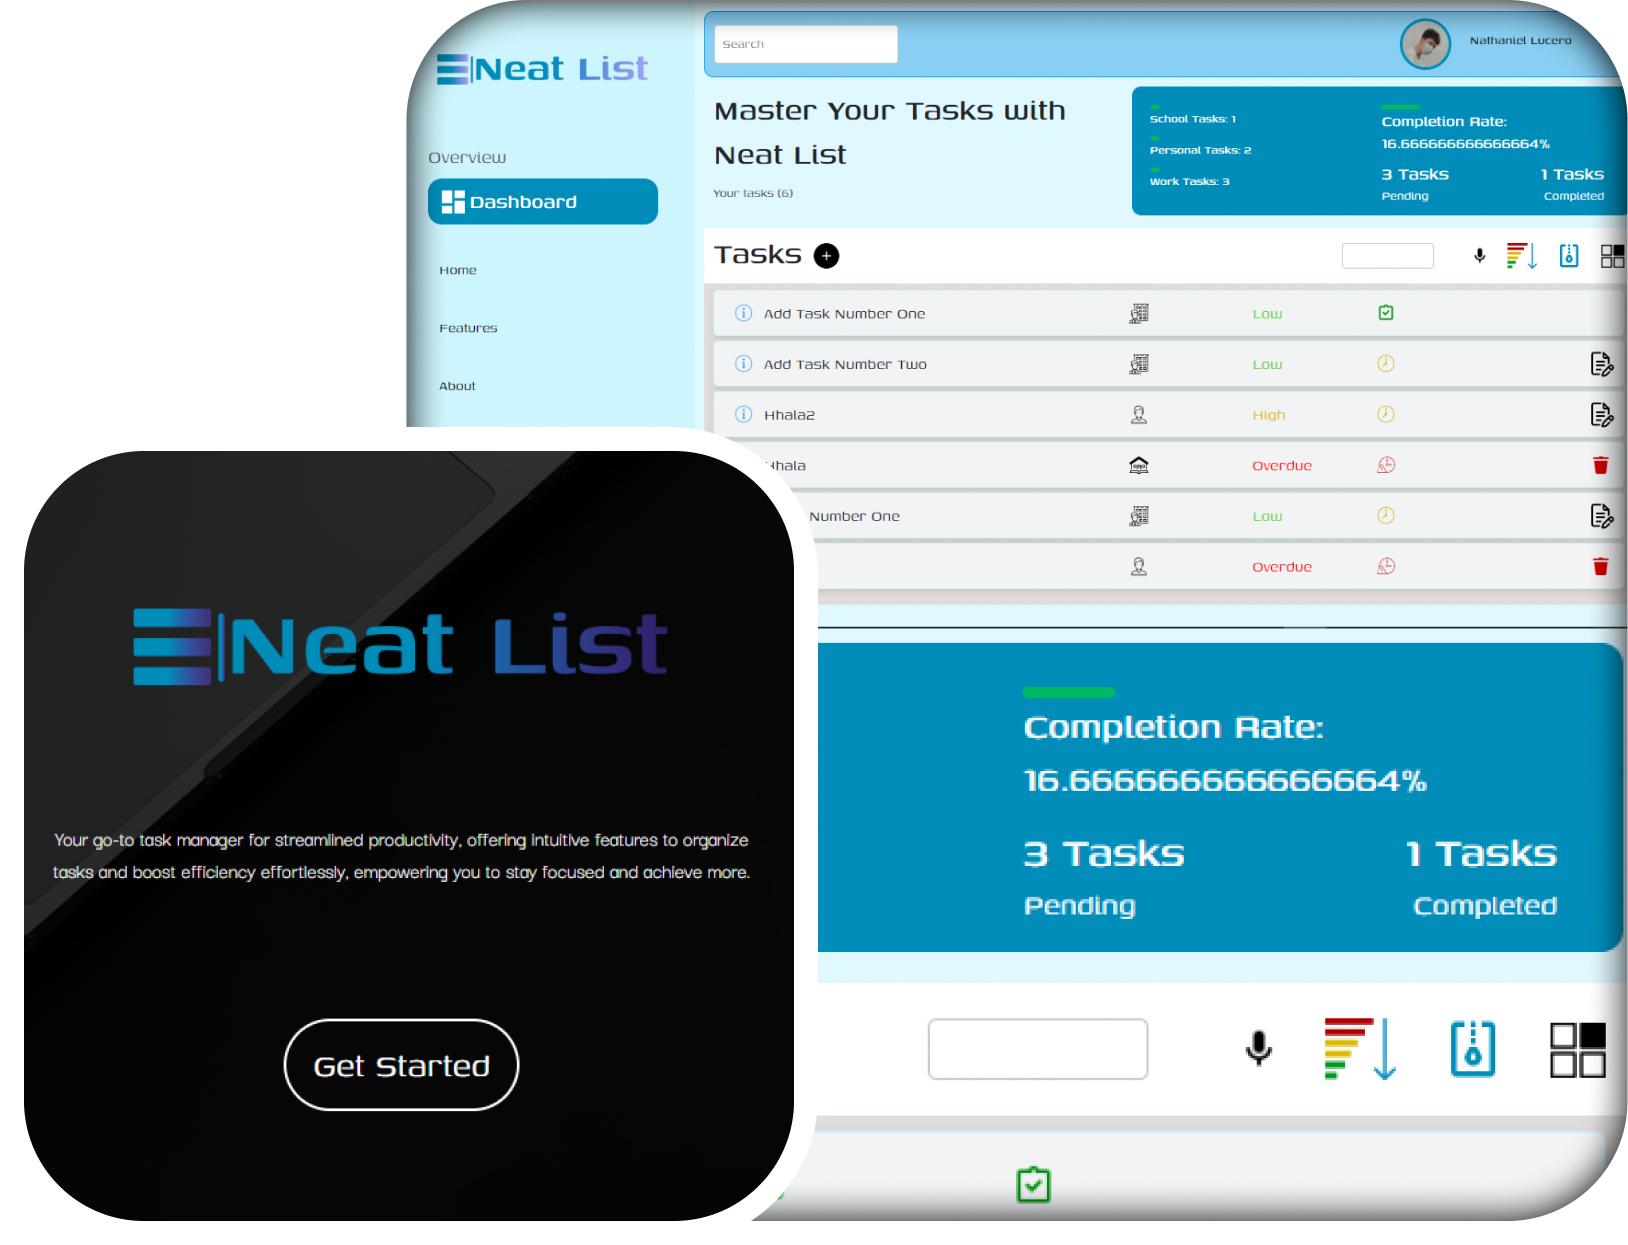 Neat List
Search
Nathaniel Lucero
Overview
Dashboard
Home
Features
About
Master Your Tasks with
Neat List
Your tasks (6)
School Tasks: 1
Personal Tasks: 2
Work Tasks: 3
Completion Rate:
16.666666666666664%
3 Tasks
1 Tasks
Pending
Completed
Tasks
Add Task Number One
Low
Add Task Number Two
Low
Hhala2
High
Hhala
Overdue
Number One
Low
Overdue
Completion Rate:
16.666666666666664%
3 Tasks
1 Tasks
Pending
Completed
Neat List
Your go-to task manager for streamlined productivity, offering intuitive features to organize
tasks and boost efficiency effortlessly, empowering you to stay focused and achieve more.
Get Started